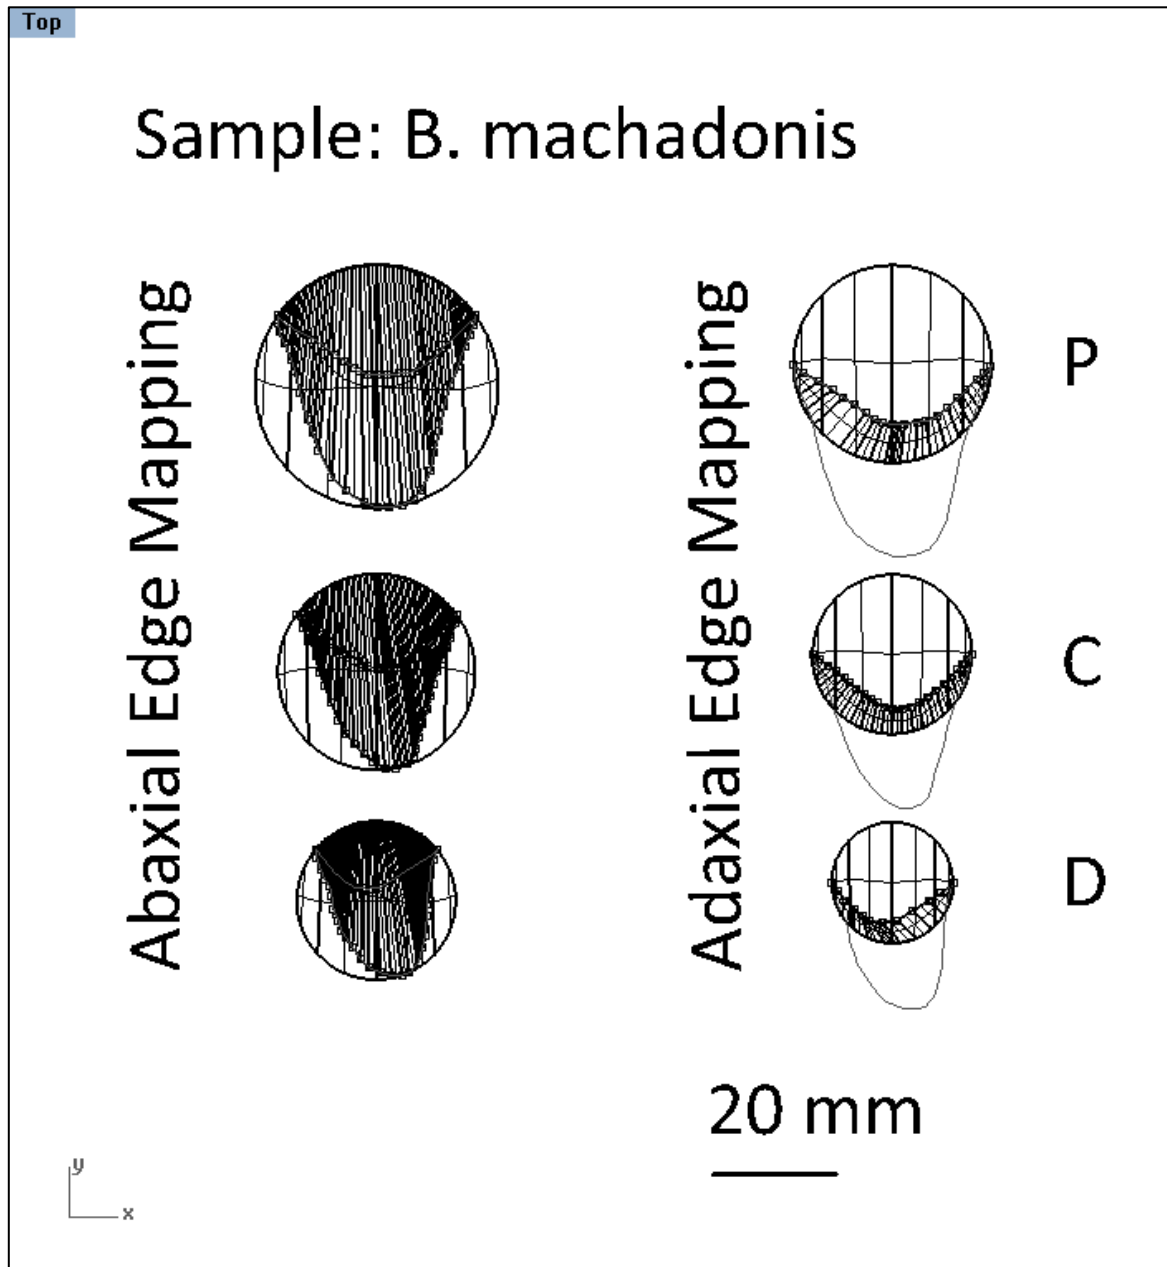 Top
Sample: B. machadonis
Abaxial Edge Mapping
Adaxial Edge Mapping
P
C
D
20 mm
y
x